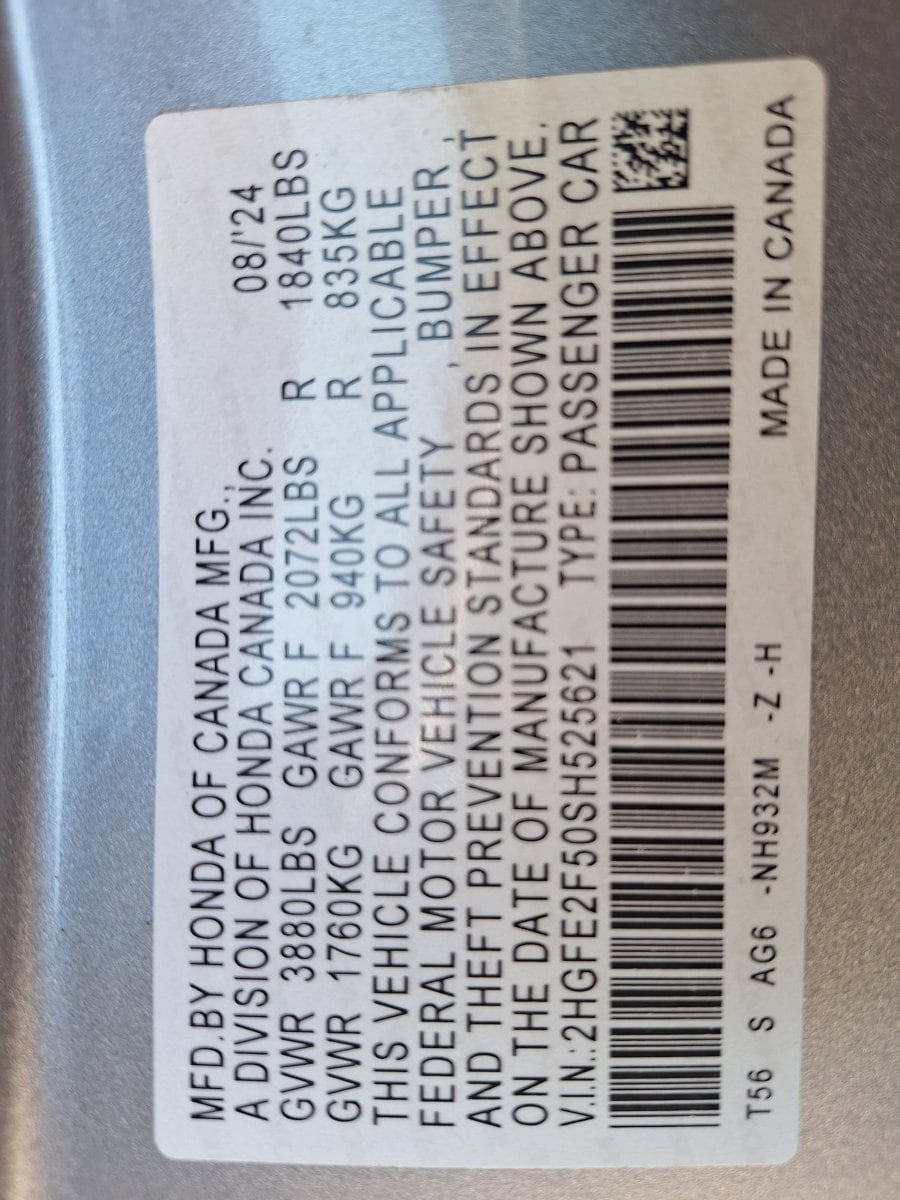 MFD.BY HONDA OF CANADA MFG.,
A DIVISION OF HONDA CANADA INC. 08/'24
GVWR 3880LBS GAWR F 2072LBS R 1840LBS
GVWR 1760KG GAWR F 940KG R 835KG
THIS VEHICLE CONFORMS TO ALL APPLICABLE
FEDERAL MOTOR VEHICLE SAFETY , BUMPER ,
AND THEFT PREVENTION STANDARDS IN EFFECT
ON THE DATE OF MANUFACTURE SHOWN ABOVE.
V.I.N.:2HGFE2F50SH525621 TYPE: PASSENGER CAR
T56 S AG6 -NH932M -Z -H MADE IN CANADA